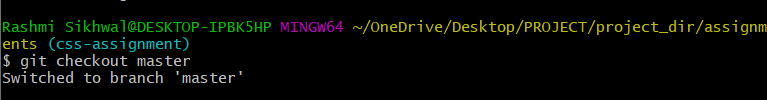 Rashmi Sikhwal@DESKTOP-IPBK5HP MINGW64 ~/OneDrive/Desktop/PROJECT/project_dir/assignm
ents (css-assignment)
$ git checkout master
Switched to branch 'master'